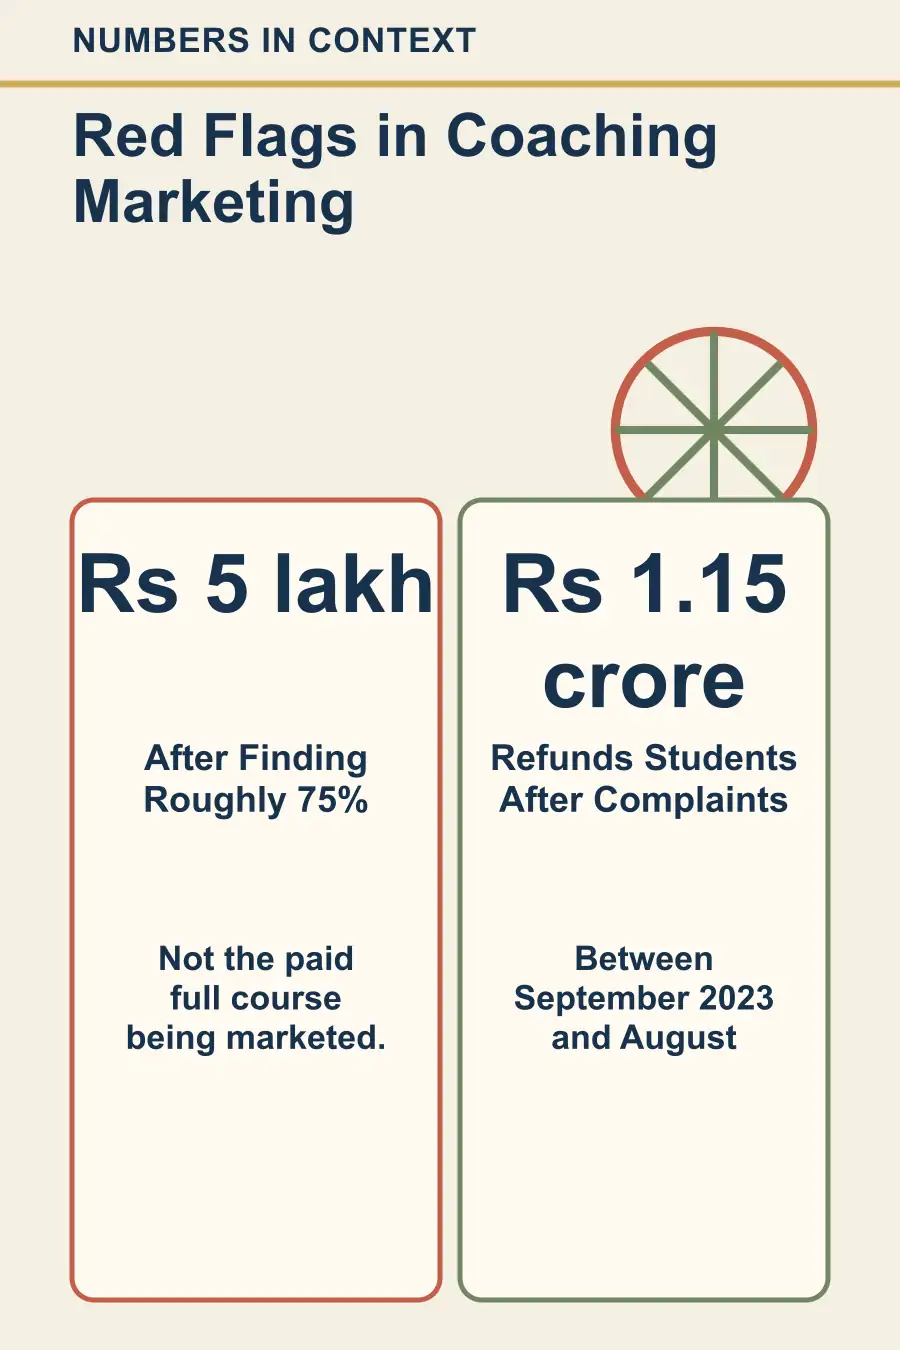 NUMBERS IN CONTEXT
Red Flags in Coaching
Marketing
Rs 5 lakh
After Finding
Roughly 75%
Not the paid
full course
being marketed.
Rs 1.15
crore
Refunds Students
After Complaints
Between
September 2023
and August